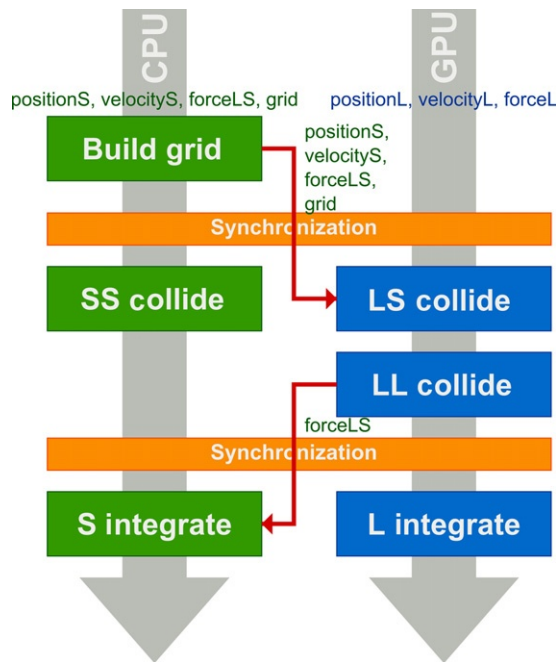 CPU
GPU
positionS, velocityS, forceLS, grid
positionL, velocityL, forceL
Build grid
positionS,
velocityS,
forceLS,
grid
Synchronization
SS collide
LS collide
LL collide
forceLS
Synchronization
S integrate
L integrate